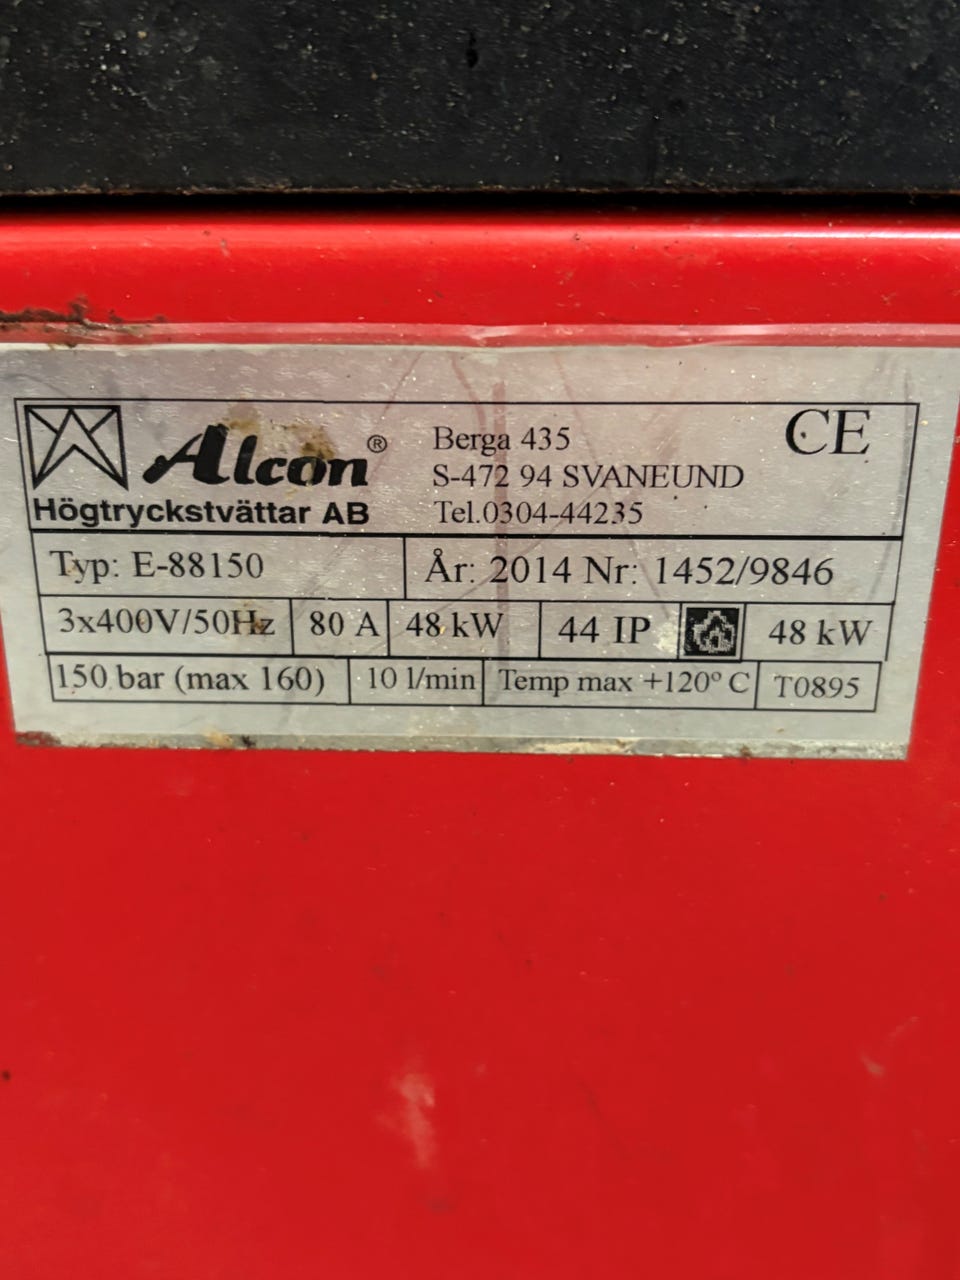 Alcon®
Högtryckstvättar AB
Berga 435
S-472 94 SVANEUND
Tel.0304-44235
CE
Typ: E-88150
År: 2014 Nr: 1452/9846
3x400V/50Hz
80 A
48 kW
44 IP
48 kW
150 bar (max 160)
10 l/min
Temp max +120º C
T0895